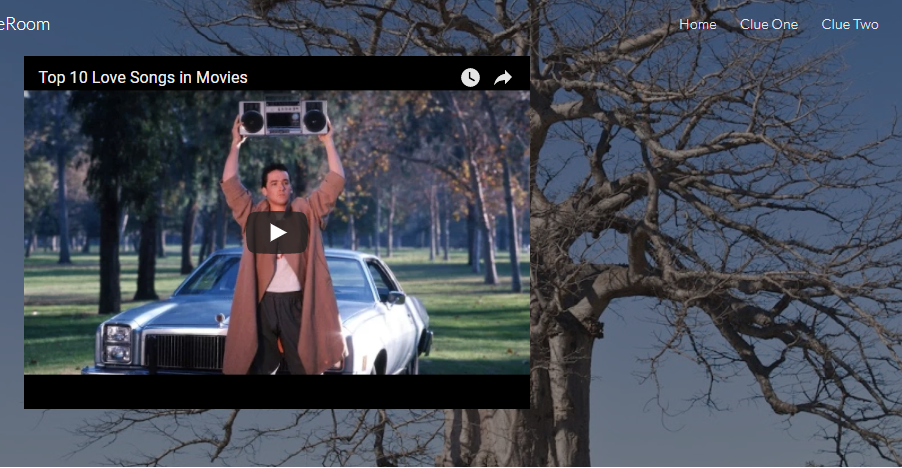 eRoom
Home
Clue One
Clue Two
Top 10 Love Songs in Movies